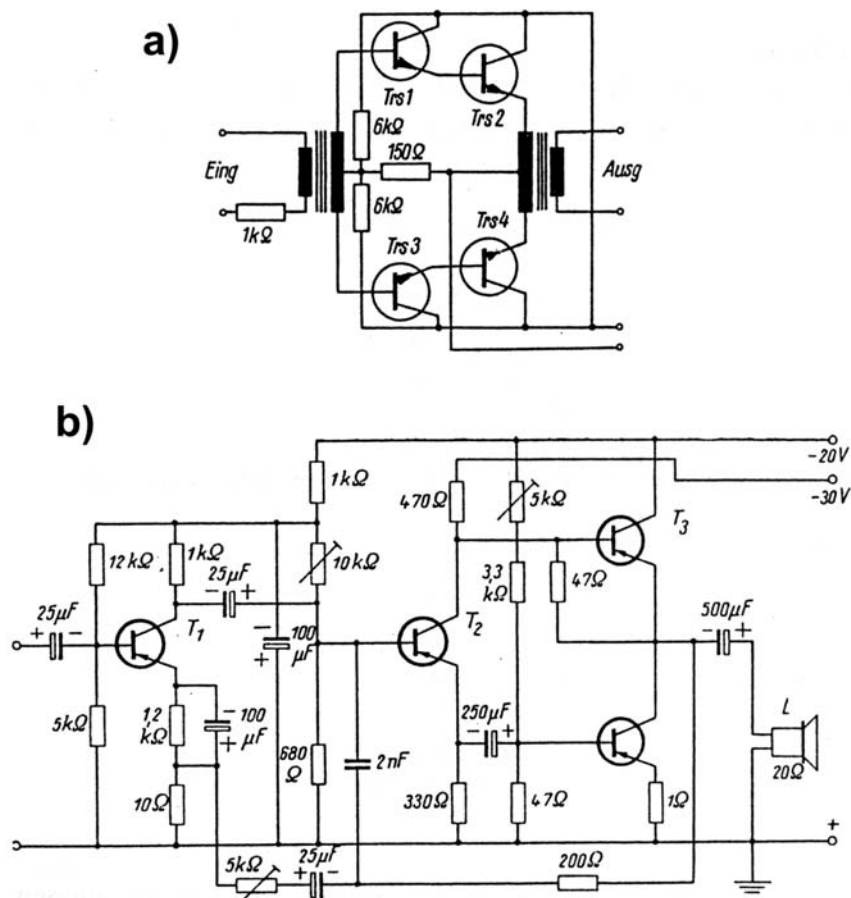 a)
Trs1
Trs2
6kΩ
150Ω
Eing
Ausg
6kΩ
1kΩ
Trs3
Trs4
b)
-20V
-30V
1kΩ
470Ω
5kΩ
T3
12kΩ
1kΩ
10kΩ
3,3
kΩ
47Ω
25µF
- +
25µF
+ -
T1
- 100
+ µF
T2
500µF
- +
5kΩ
1,2
kΩ
- 100
+ µF
680
Ω
2nF
250µF
- +
L
20Ω
10Ω
330Ω
47Ω
1Ω
+
5kΩ
25µF
+ -
200Ω